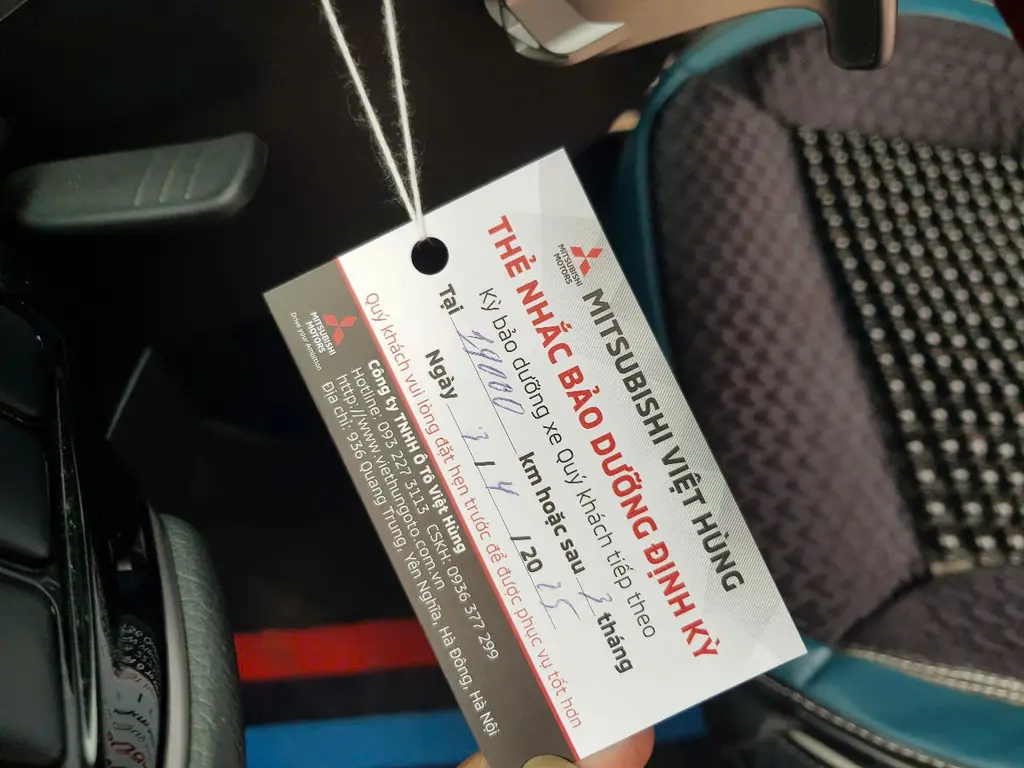 MITSUBISHI
MOTORS
MITSUBISHI VIỆT HÙNG
THẺ NHẮC BẢO DƯỠNG ĐỊNH KỲ
Kỳ bảo dưỡng xe Quý khách tiếp theo
Tại 19000 km hoặc sau 3 tháng
Ngày 3 / 4 / 20 25
Quý khách vui lòng đặt hẹn trước để được phục vụ tốt hơn
MITSUBISHI
MOTORS
Drive your Ambition
Công ty TNHH Ô Tô Việt Hùng
Hotline: 093 227 3113 CSKH: 0936 377 299
http://www.viethungoto.com.vn
Địa chỉ: 936 Quang Trung, Yên Nghĩa, Hà Đông, Hà Nội